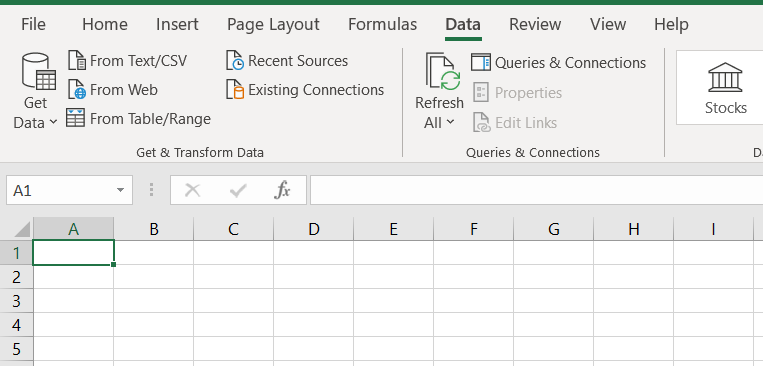 File Home Insert Page Layout Formulas Data Review View Help
Get Data
From Text/CSV
From Web
From Table/Range
Recent Sources
Existing Connections
Get & Transform Data
Refresh All
Queries & Connections
Properties
Edit Links
Queries & Connections
Stocks
A1
fx
A B C D E F G H I
1
2
3
4
5